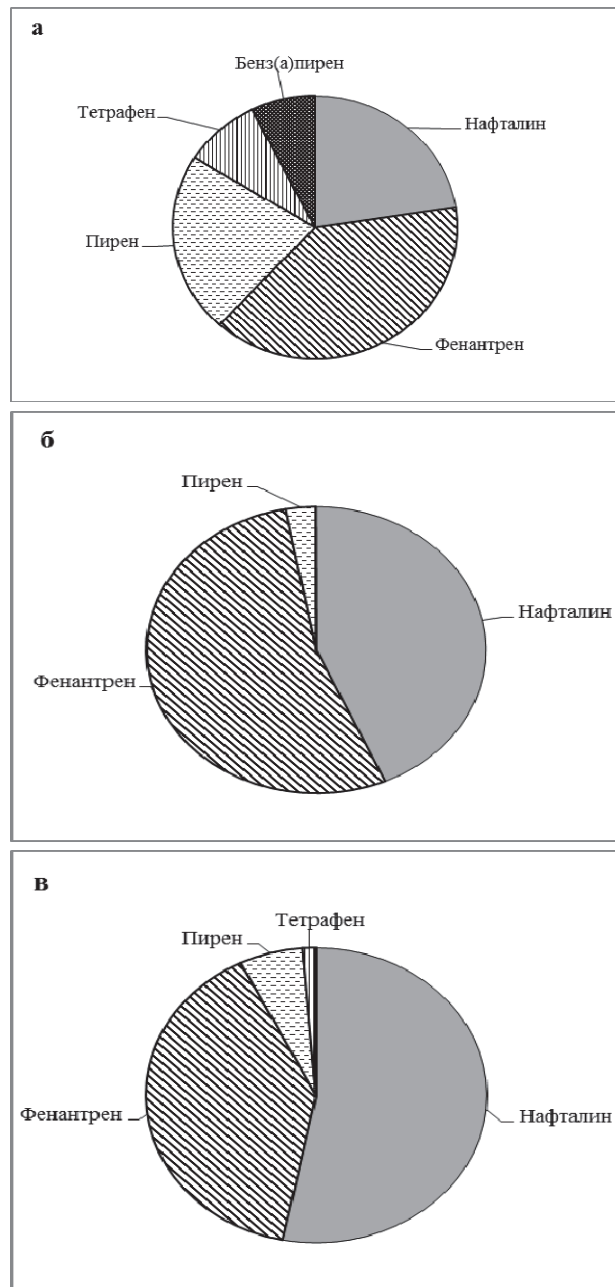 а
Бенз(а)пирен
Тетрафен
Нафталин
Пирен
Фенантрен
б
Пирен
Нафталин
Фенантрен
в
Тетрафен
Пирен
Фенантрен
Нафталин